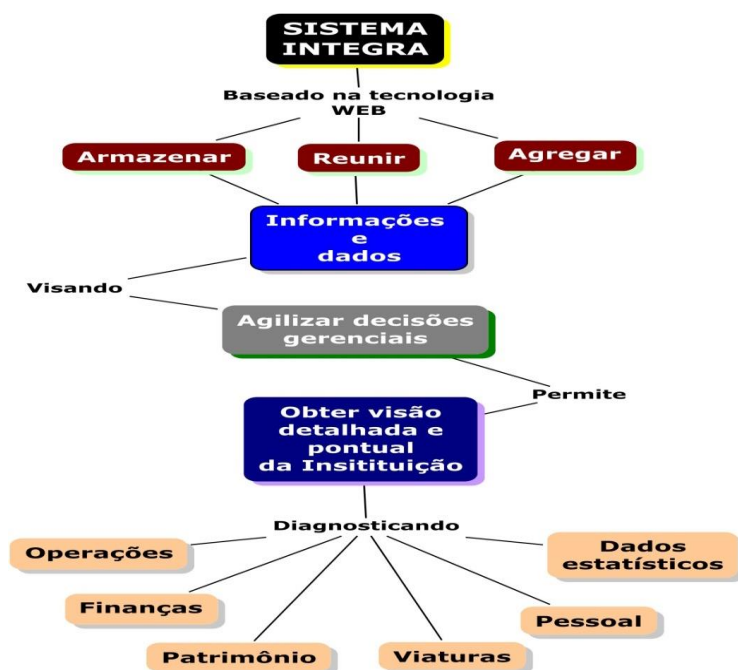 SISTEMA
INTEGRA
Baseado na tecnologia
WEB
Armazenar
Reunir
Agregar
Informações
e
dados
Visando
Agilizar decisões
gerenciais
Permite
Obter visão
detalhada e
pontual
da Insitituição
Diagnosticando
Operações
Dados
estatísticos
Finanças
Pessoal
Patrimônio
Viaturas